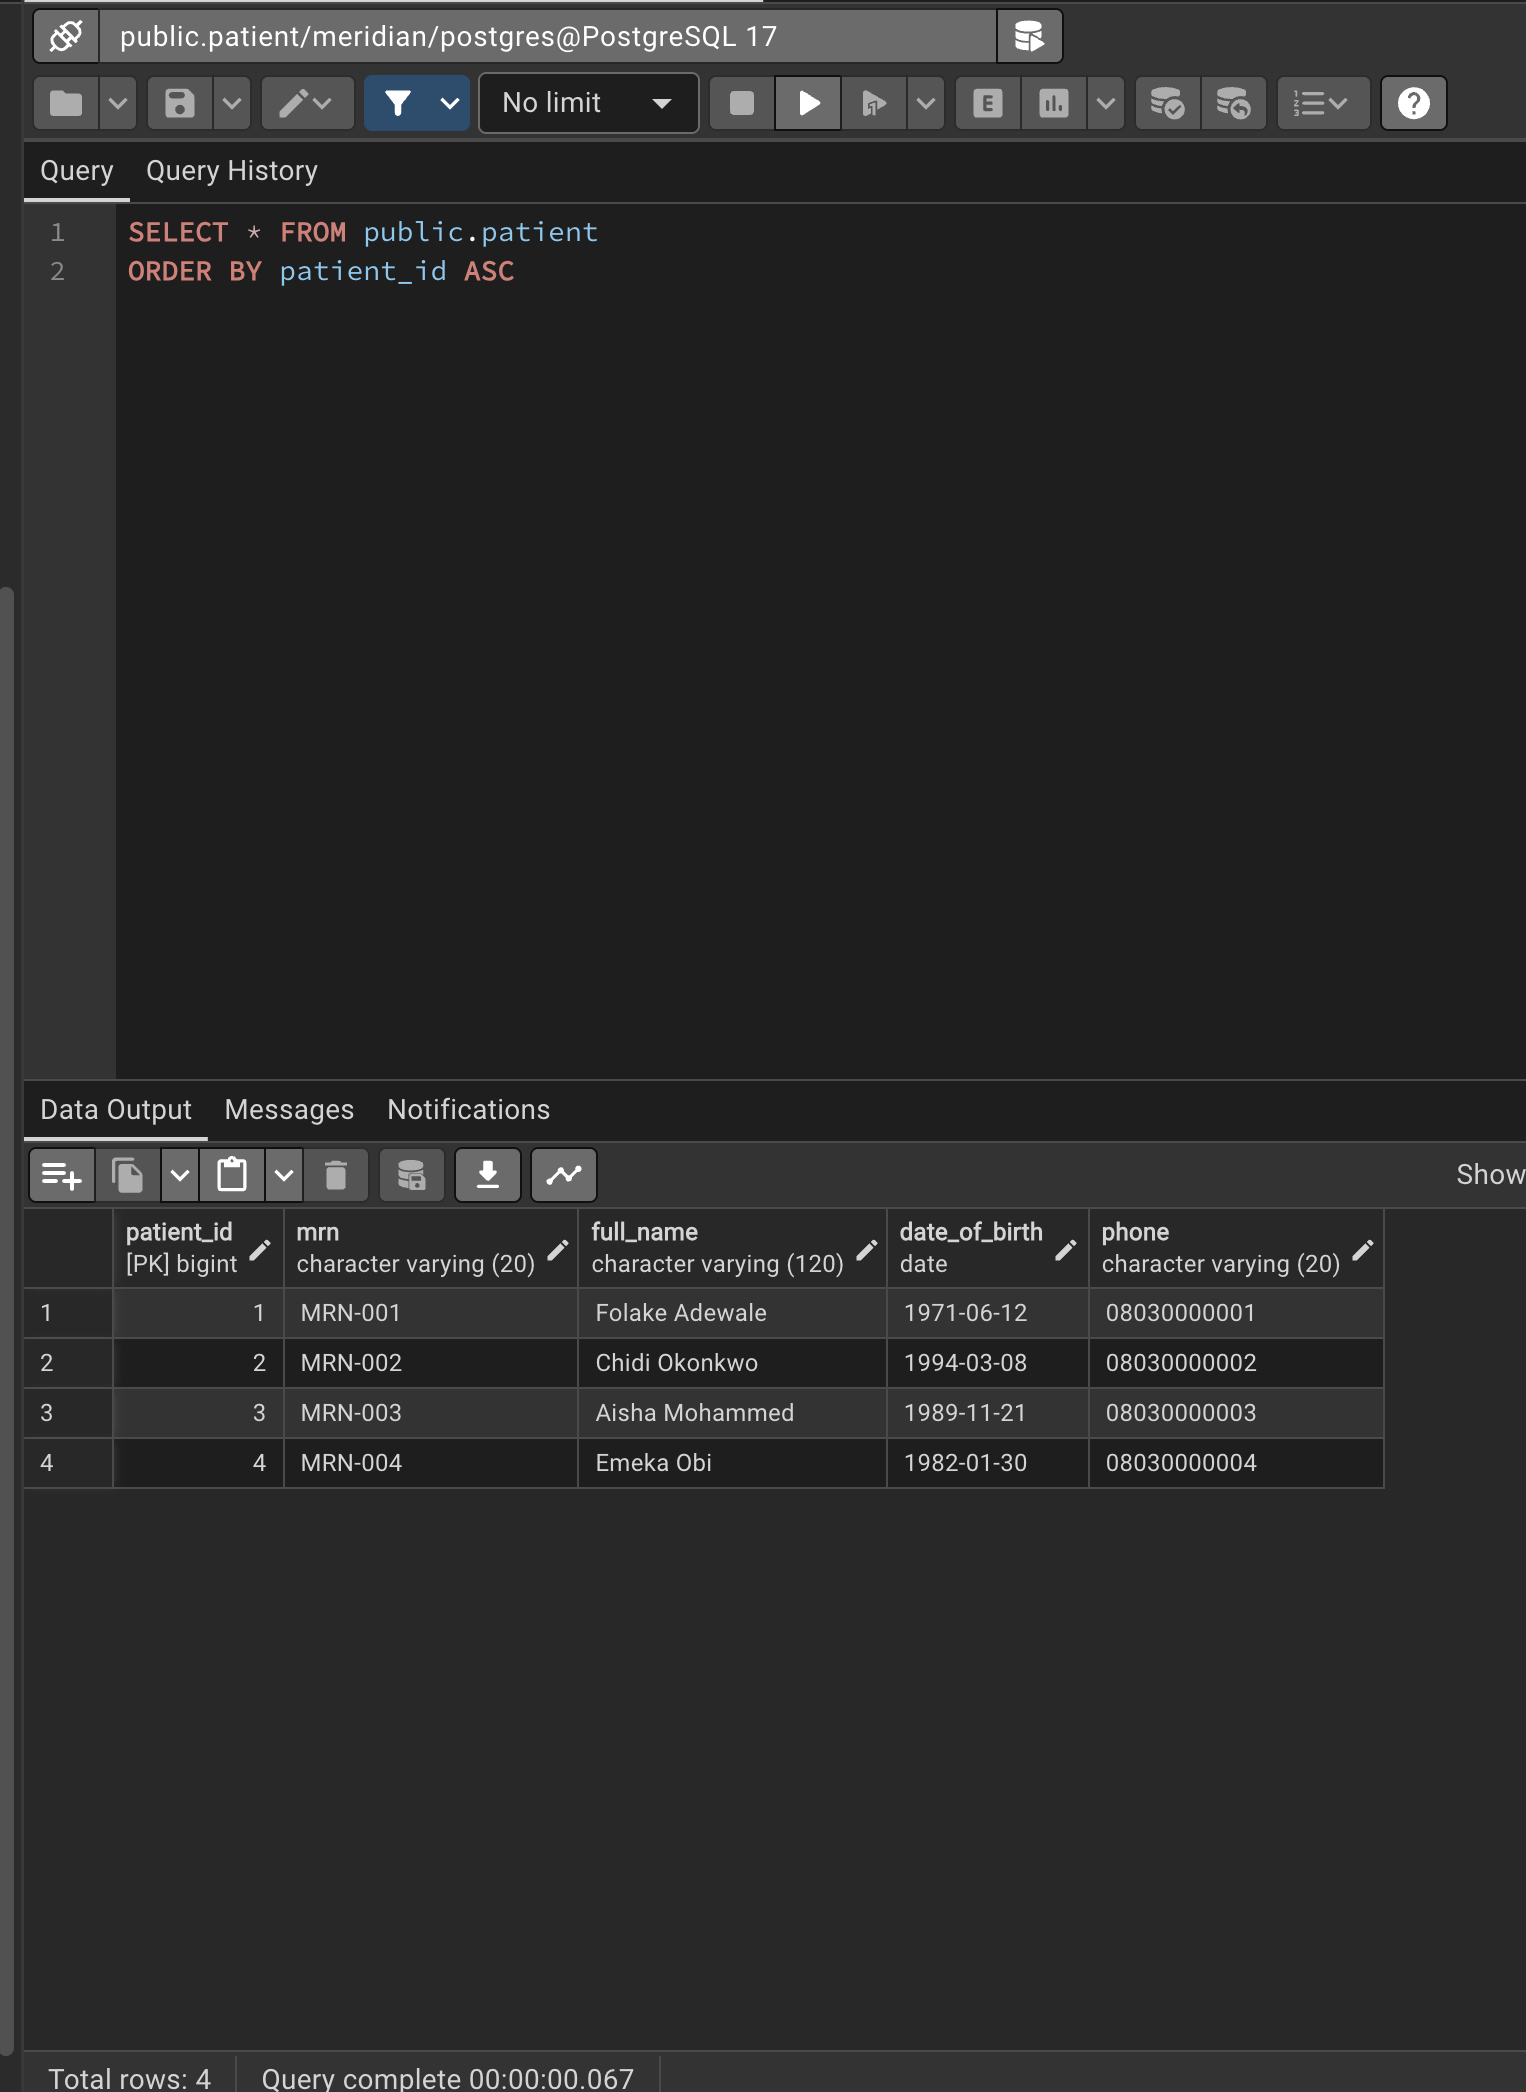 public.patient/meridian/postgres@PostgreSQL 17
No limit
Query Query History
1 SELECT * FROM public.patient
2 ORDER BY patient_id ASC
Data Output Messages Notifications
Show
patient_id mrn full_name date_of_birth phone
[PK] bigint character varying (20) character varying (120) date character varying (20)
1 1 MRN-001 Folake Adewale 1971-06-12 08030000001
2 2 MRN-002 Chidi Okonkwo 1994-03-08 08030000002
3 3 MRN-003 Aisha Mohammed 1989-11-21 08030000003
4 4 MRN-004 Emeka Obi 1982-01-30 08030000004
Total rows: 4 Query complete 00:00:00.067